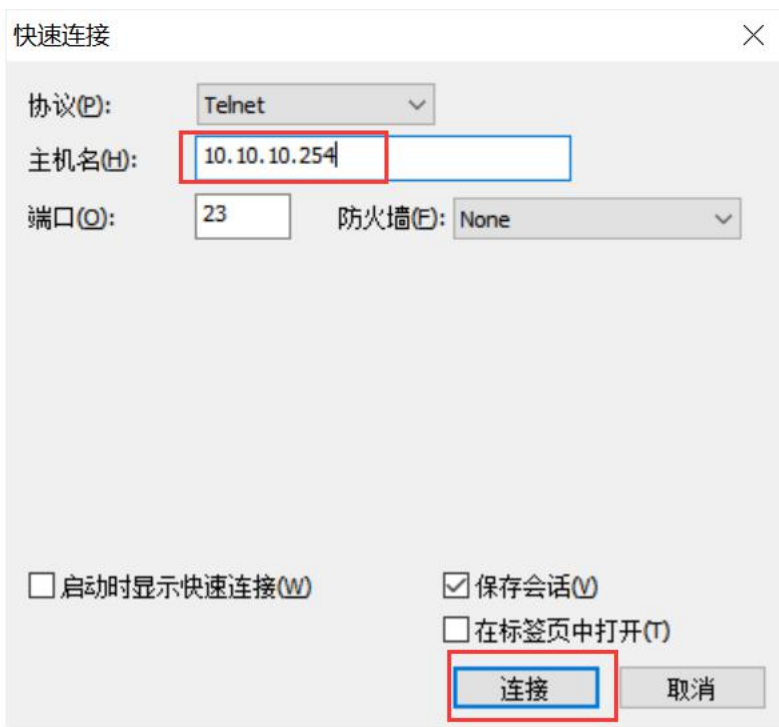 快速连接
协议(P): Telnet
主机名(H): 10.10.10.254
端口(O): 23 防火墙(F): None
启动时显示快速连接(W) 保存会话(V)
在标签页中打开(T)
连接 取消